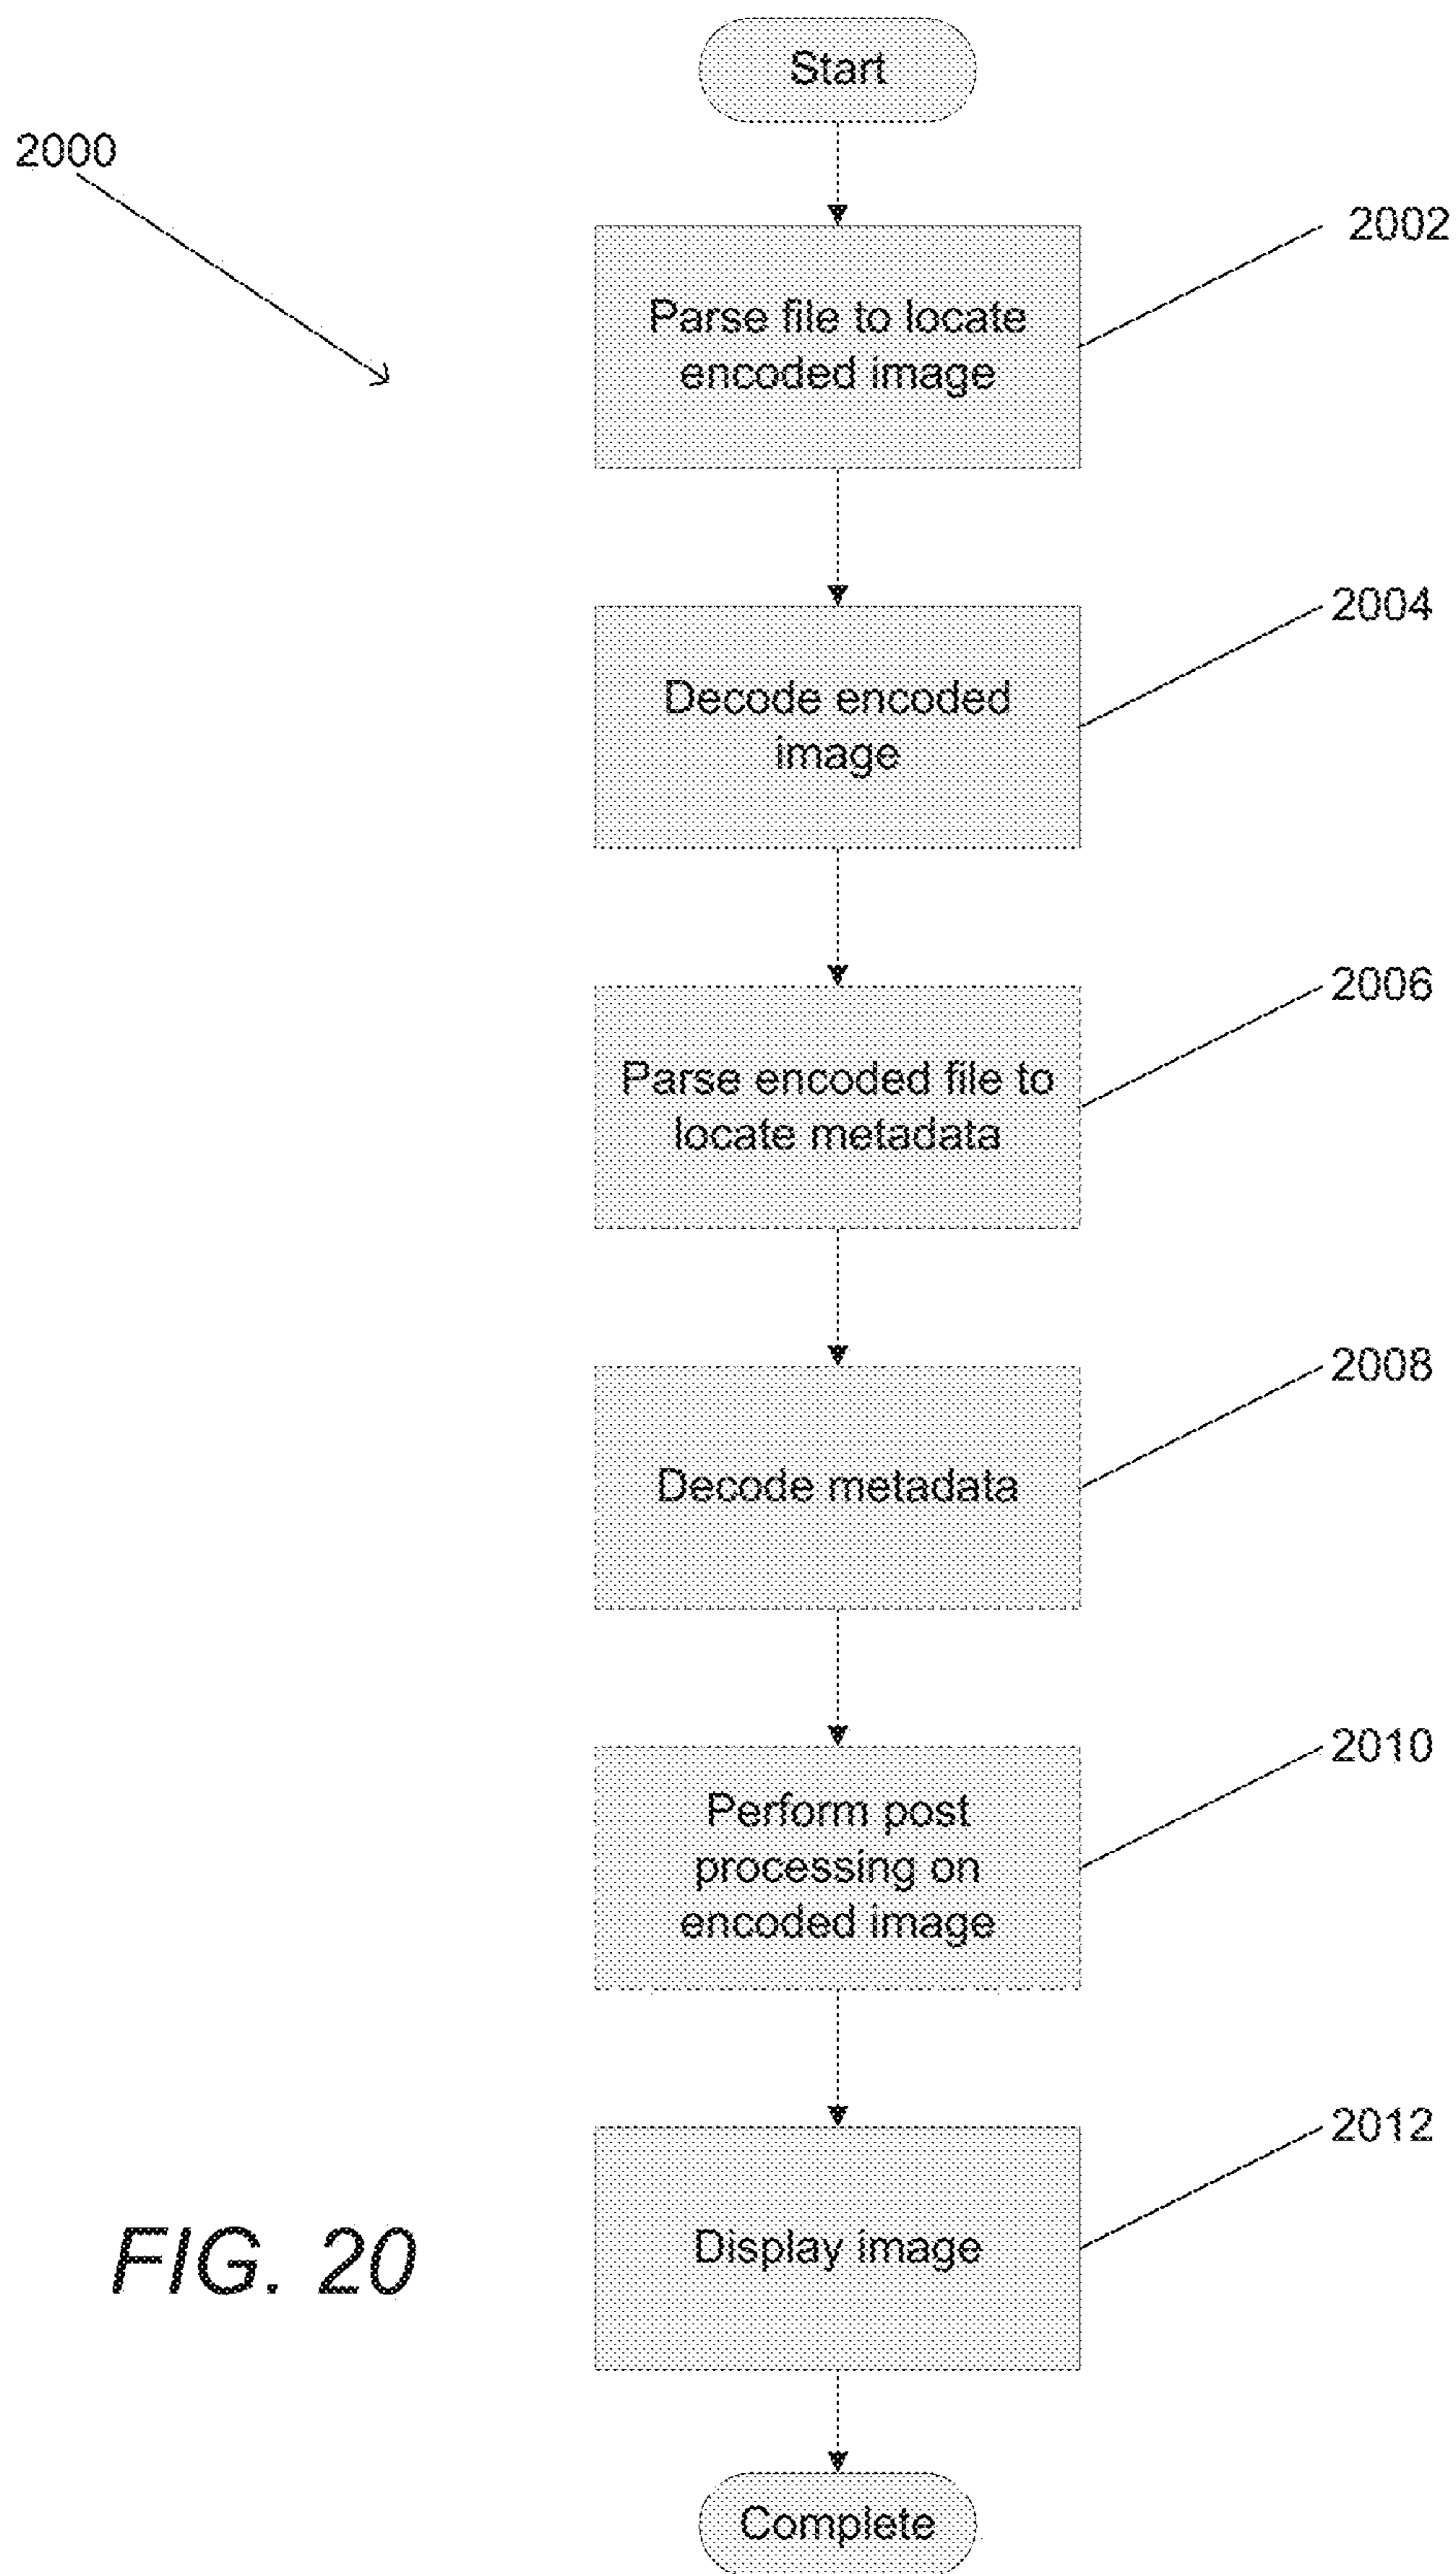 Start
2000
2002
Parse file to locate
encoded image
2004
Decode encoded
image
2006
Parse encoded file to
locate metadata
2008
Decode metadata
2010
Perform post
processing on
encoded image
2012
Display image
FIG. 20
Complete